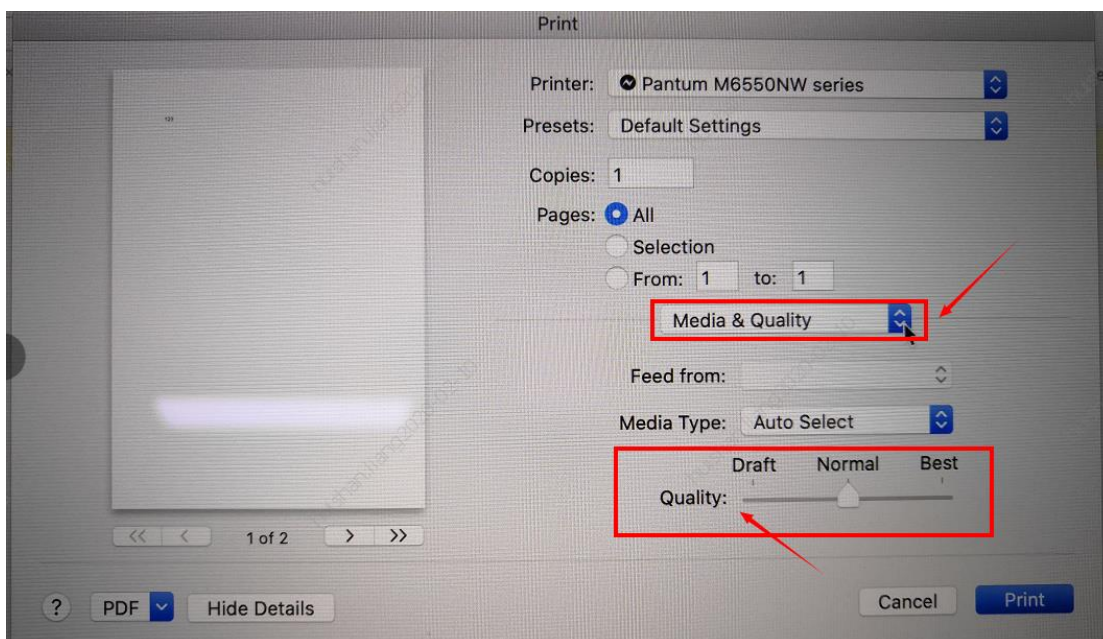 Print
Printer: Pantum M6550NW series
Presets: Default Settings
Copies: 1
Pages: All
Selection
From: 1 to: 1
Media & Quality
Feed from:
Media Type: Auto Select
Draft Normal Best
Quality:
123
<< < 1 of 2 > >>
? PDF Hide Details Cancel Print